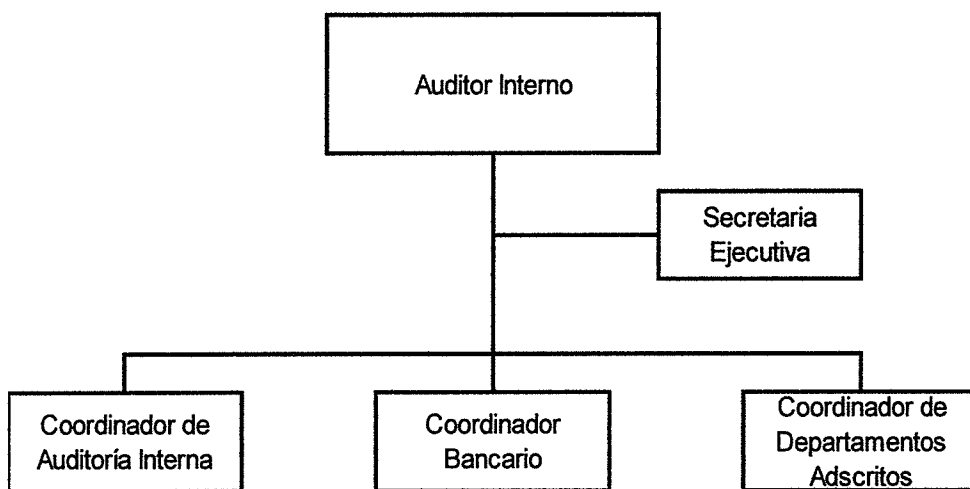 Auditor Interno
Secretaria
Ejecutiva
Coordinador de
Auditoría Interna
Coordinador
Bancario
Coordinador de
Departamentos
Adscritos